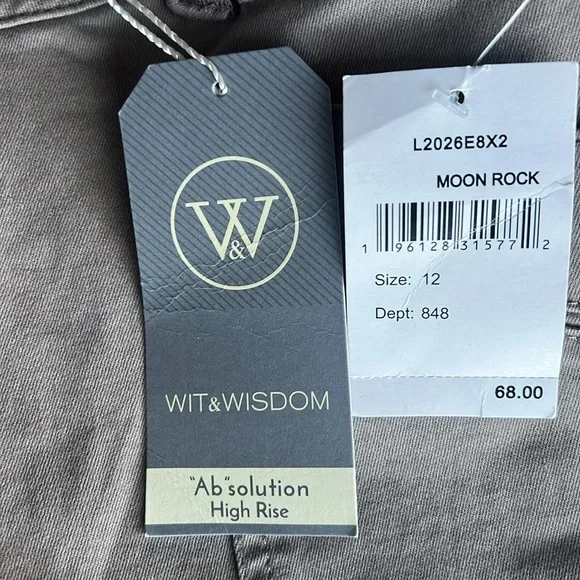 W&W
WIT&WISDOM
"Ab"solution
High Rise
L2026E8X2
MOON ROCK
1 96128 31577 2
Size: 12
Dept: 848
68.00